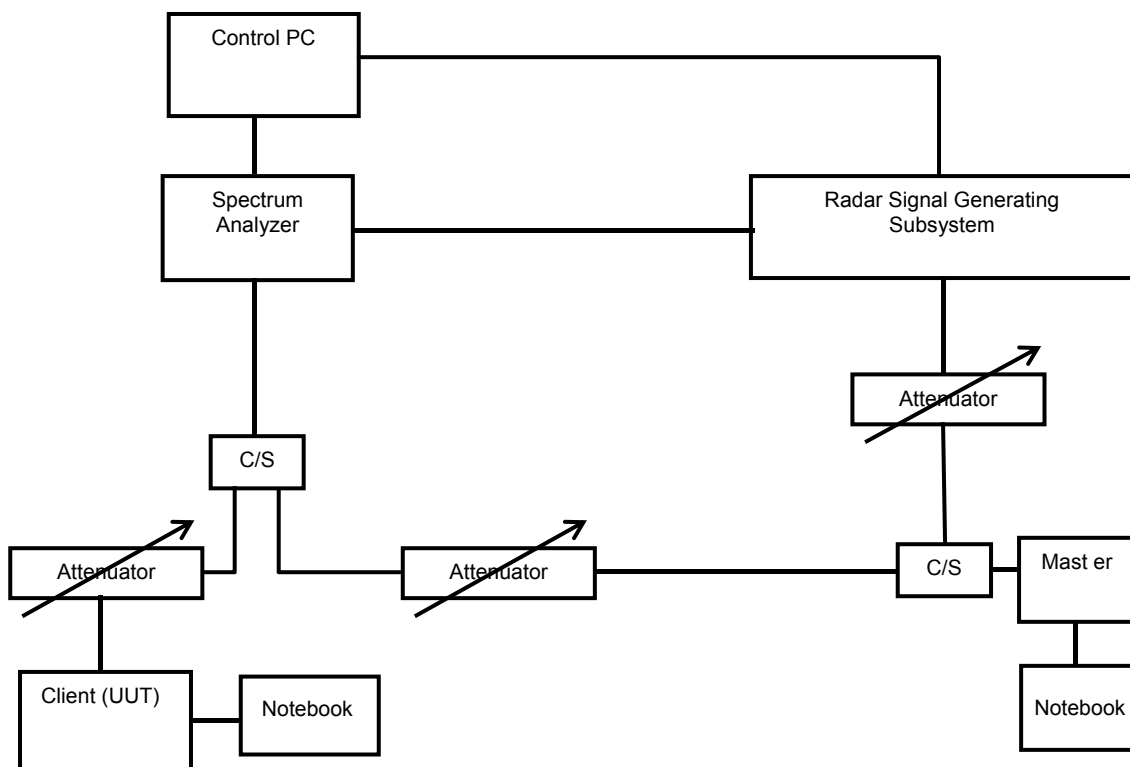 Control PC
Spectrum
Analyzer
Radar Signal Generating
Subsystem
Attenuator
C/S
Attenuator
Attenuator
C/S
Mast er
Client (UUT)
Notebook
Notebook